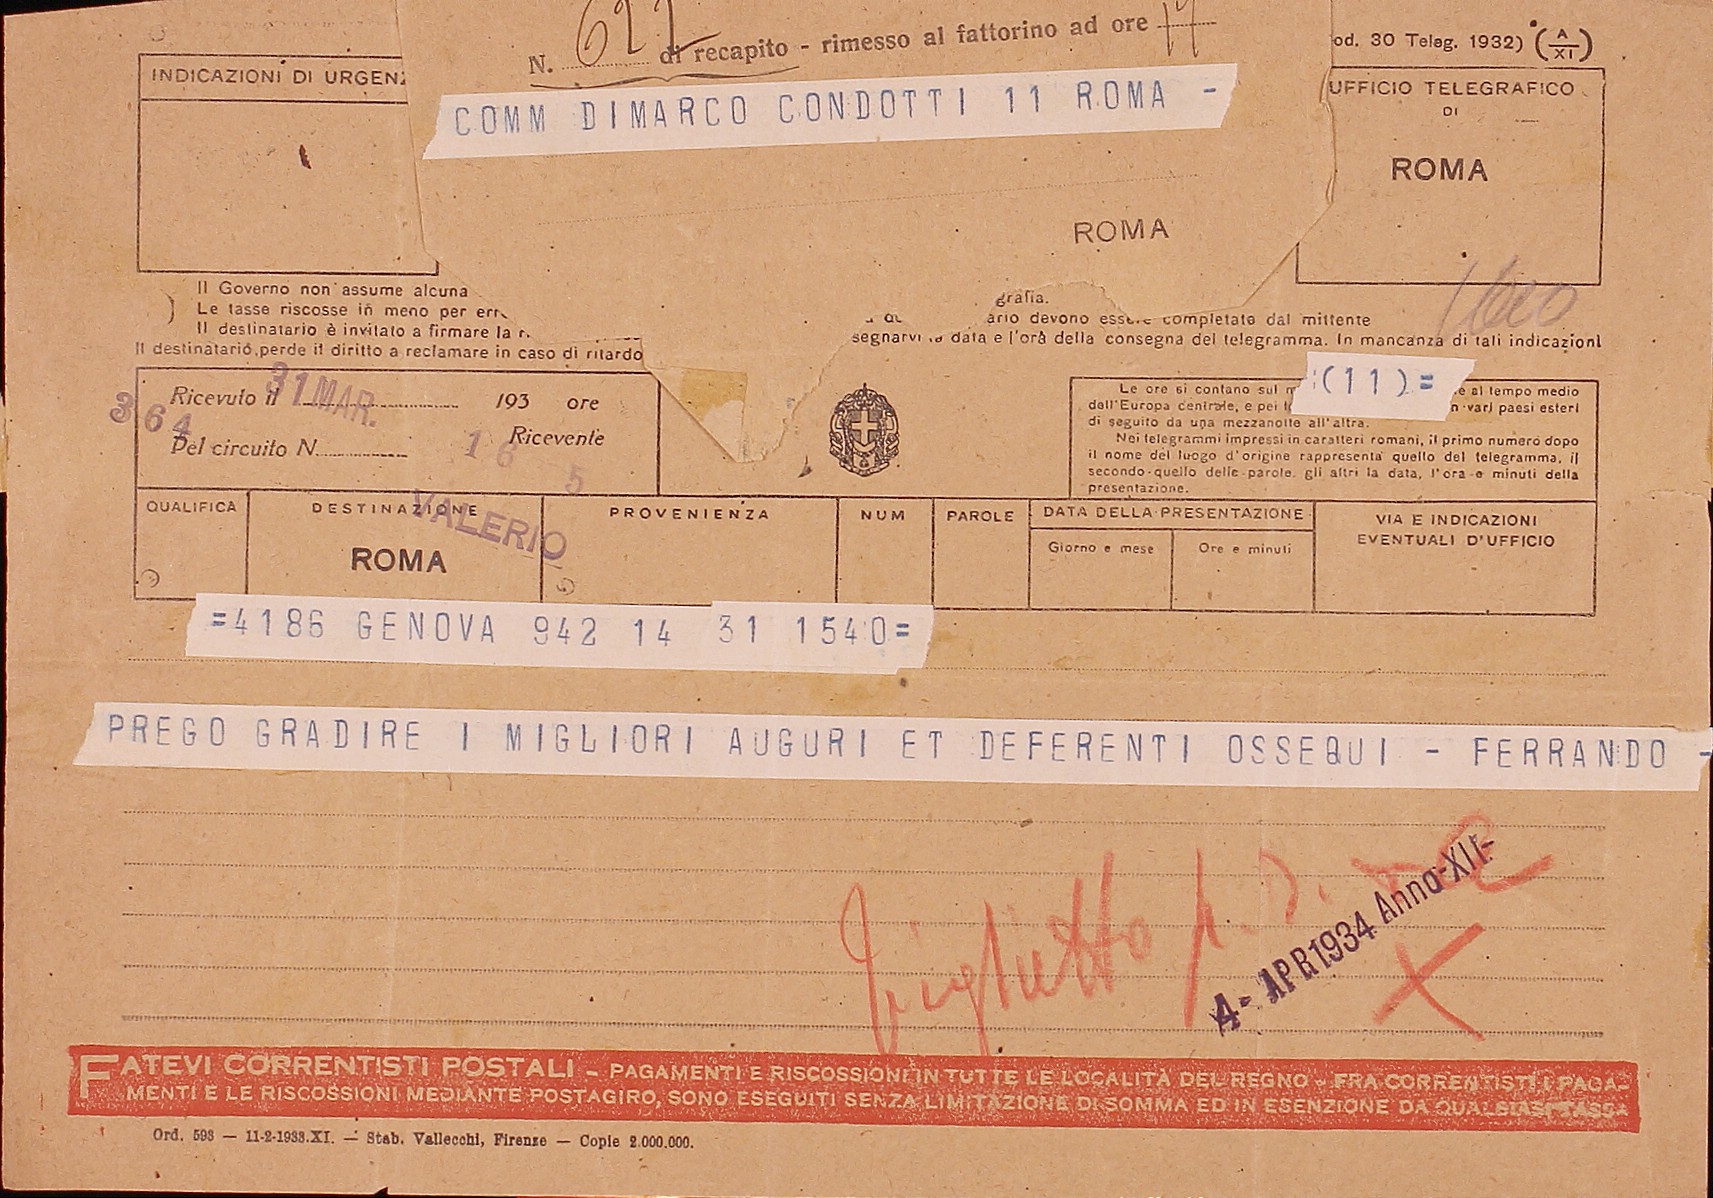 N. 622 di recapito - rimesso al fattorino ad ore 17
od. 30 Teleg. 1932) (A/XI)
INDICAZIONI DI URGENZ
COMM DIMARCO CONDOTTI 11 ROMA -
UFFICIO TELEGRAFICO
DI
ROMA
ROMA
Il Governo non assume alcuna
grafia.
Le tasse riscosse in meno per err
ario devono essere completate dal mittente
Il destinatario è invitato a firmare la r
segnarvi la data e l'ora della consegna del telegramma. In mancanza di tali indicazioni
Il destinatario perde il diritto a reclamare in caso di ritardo
Ricevuto il 31 MAR. 193 ore
364
Pel circuito N. Ricevente
16 5
(11)=
Le ore si contano sul m e al tempo medio
dell'Europa centrale, e pei n vari paesi esteri
di seguito da una mezzanotte all'altra.
Nei telegrammi impressi in caratteri romani, il primo numero dopo
il nome del luogo d'origine rappresenta quello del telegramma, il
secondo quello delle parole, gli altri la data, l'ora e minuti della
presentazione.
QUALIFICA DESTINAZIONE PROVENIENZA NUM PAROLE DATA DELLA PRESENTAZIONE VIA E INDICAZIONI
EVENTUALI D'UFFICIO
Giorno e mese Ore e minuti
VALERIO
ROMA
=4186 GENOVA 942 14 31 1540=
PREGO GRADIRE I MIGLIORI AUGURI ET DEFERENTI OSSEQUI - FERRANDO -
4 - APR 1934 Anno XII-
FATEVI CORRENTISTI POSTALI - PAGAMENTI E RISCOSSIONI IN TUTTE LE LOCALITÀ DEL REGNO - FRA CORRENTISTI I PAGA-
MENTI E LE RISCOSSIONI MEDIANTE POSTAGIRO, SONO ESEGUITI SENZA LIMITAZIONE DI SOMMA ED IN ESENZIONE DA QUALSIASI TASSA
Ord. 593 — 11-2-1933.XI. — Stab. Vallecchi, Firenze — Copie 2.000.000.